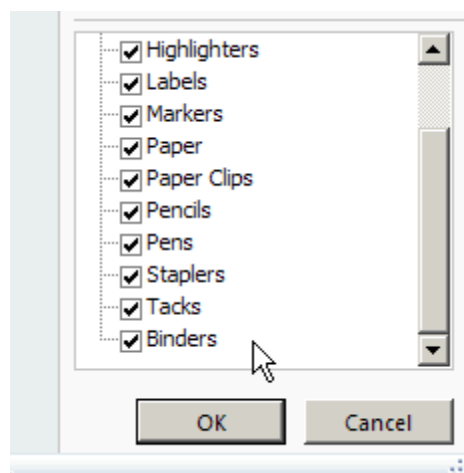 Highlighters
Labels
Markers
Paper
Paper Clips
Pencils
Pens
Staplers
Tacks
Binders
OK Cancel